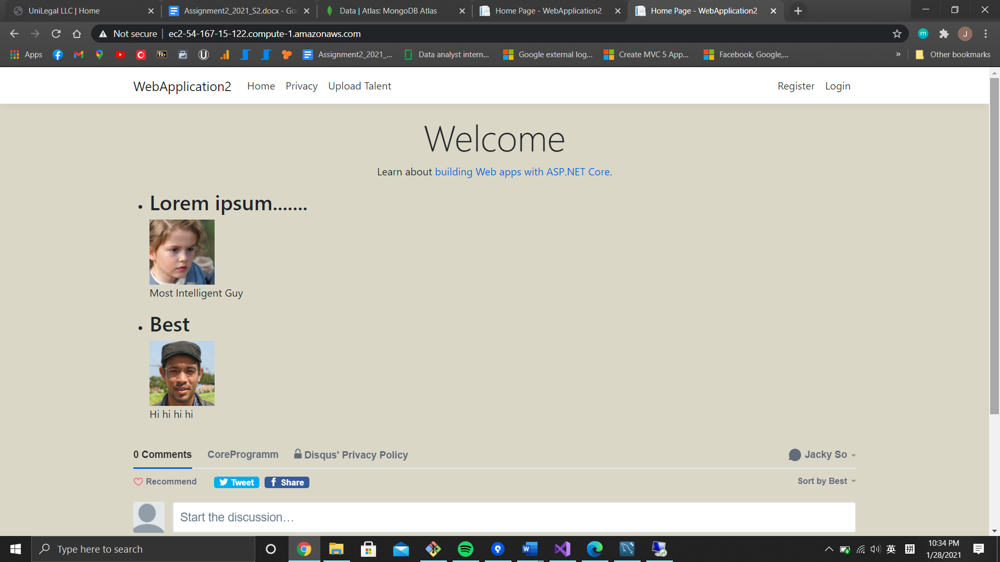 UniLegal LLC | Home
Assignment2_2021_S2.docx - Goo
Data | Atlas: MongoDB Atlas
Home Page - WebApplication2
Home Page - WebApplication2
Not secure
ec2-54-167-15-122.compute-1.amazonaws.com
m
J
Apps
Bb
Assignment2_2021_...
Data analyst intern...
Google external log...
Create MVC 5 App...
Facebook, Google,...
»
Other bookmarks
WebApplication2
Home
Privacy
Upload Talent
Register
Login
Welcome
Learn about building Web apps with ASP.NET Core.
Lorem ipsum.......
Most Intelligent Guy
Best
Hi hi hi hi
0 Comments
CoreProgramm
Disqus' Privacy Policy
Jacky So
Recommend
Tweet
Share
Sort by Best
Start the discussion…
Type here to search
英
拼
10:34 PM
1/28/2021